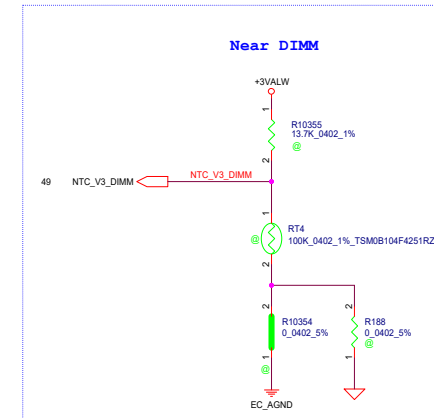 Near DIMM
+3VALW
1
R10355
13.7K_0402_1%
@
2
49 NTC_V3_DIMM NTC_V3_DIMM
1
RT4
@ 100K_0402_1%_TSM0B104F4251RZ
2
2 2
R10354 R188
0_0402_5% 0_0402_5%
@
1 1
@
EC_AGND